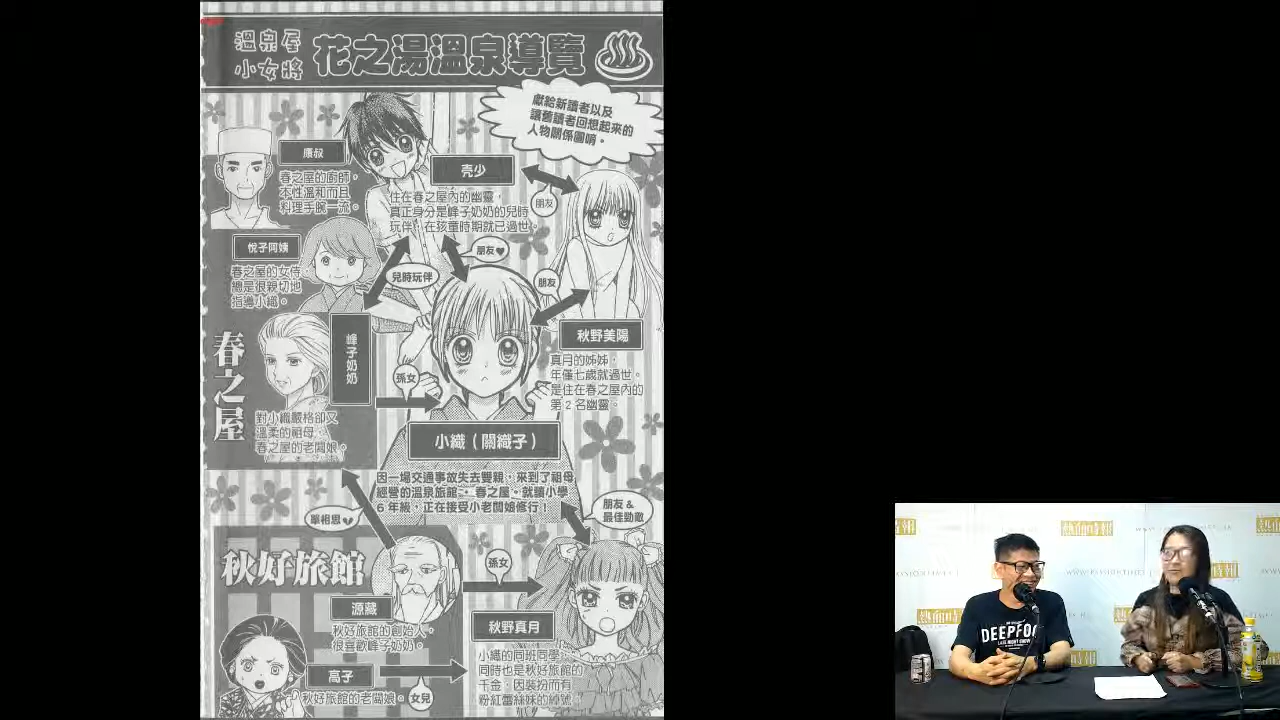 溫泉屋
小女將
花之湯溫泉導覽
獻給新讀者以及
讓舊讀者回想起來的
人物關係圖唷。
康叔
春之屋的廚師，
本性溫和而且
料理手腕一流。
壳少
住在春之屋內的幽靈，
真正身分是峰子奶奶的兒時
玩伴，在孩童時期就已過世。
朋友
朋友♥
兒時玩伴
朋友
悅子阿姨
春之屋的女侍，
總是很親切地
指導小織。
春之屋
峰子奶奶
孫女
對小織嚴格卻又
溫柔的祖母，
春之屋的老闆娘。
秋野美陽
真月的姊姊，
年僅七歲就過世。
是住在春之屋內的
第2名幽靈。
小織（關織子）
因一場交通事故失去雙親，來到了祖母
經營的溫泉旅館・春之屋。就讀小學
6年級，正在接受小老闆娘修行！
單相思
朋友&
最佳勁敵
秋好旅館
源藏
秋好旅館的創始人，
很喜歡峰子奶奶。
孫女
秋野真月
小織的同班同學，
同時也是秋好旅館的
千金，因裝扮而有
粉紅蕾絲妹的綽號。
高子
秋好旅館的老闆娘。
女兒
DEEPFO
熱血時報